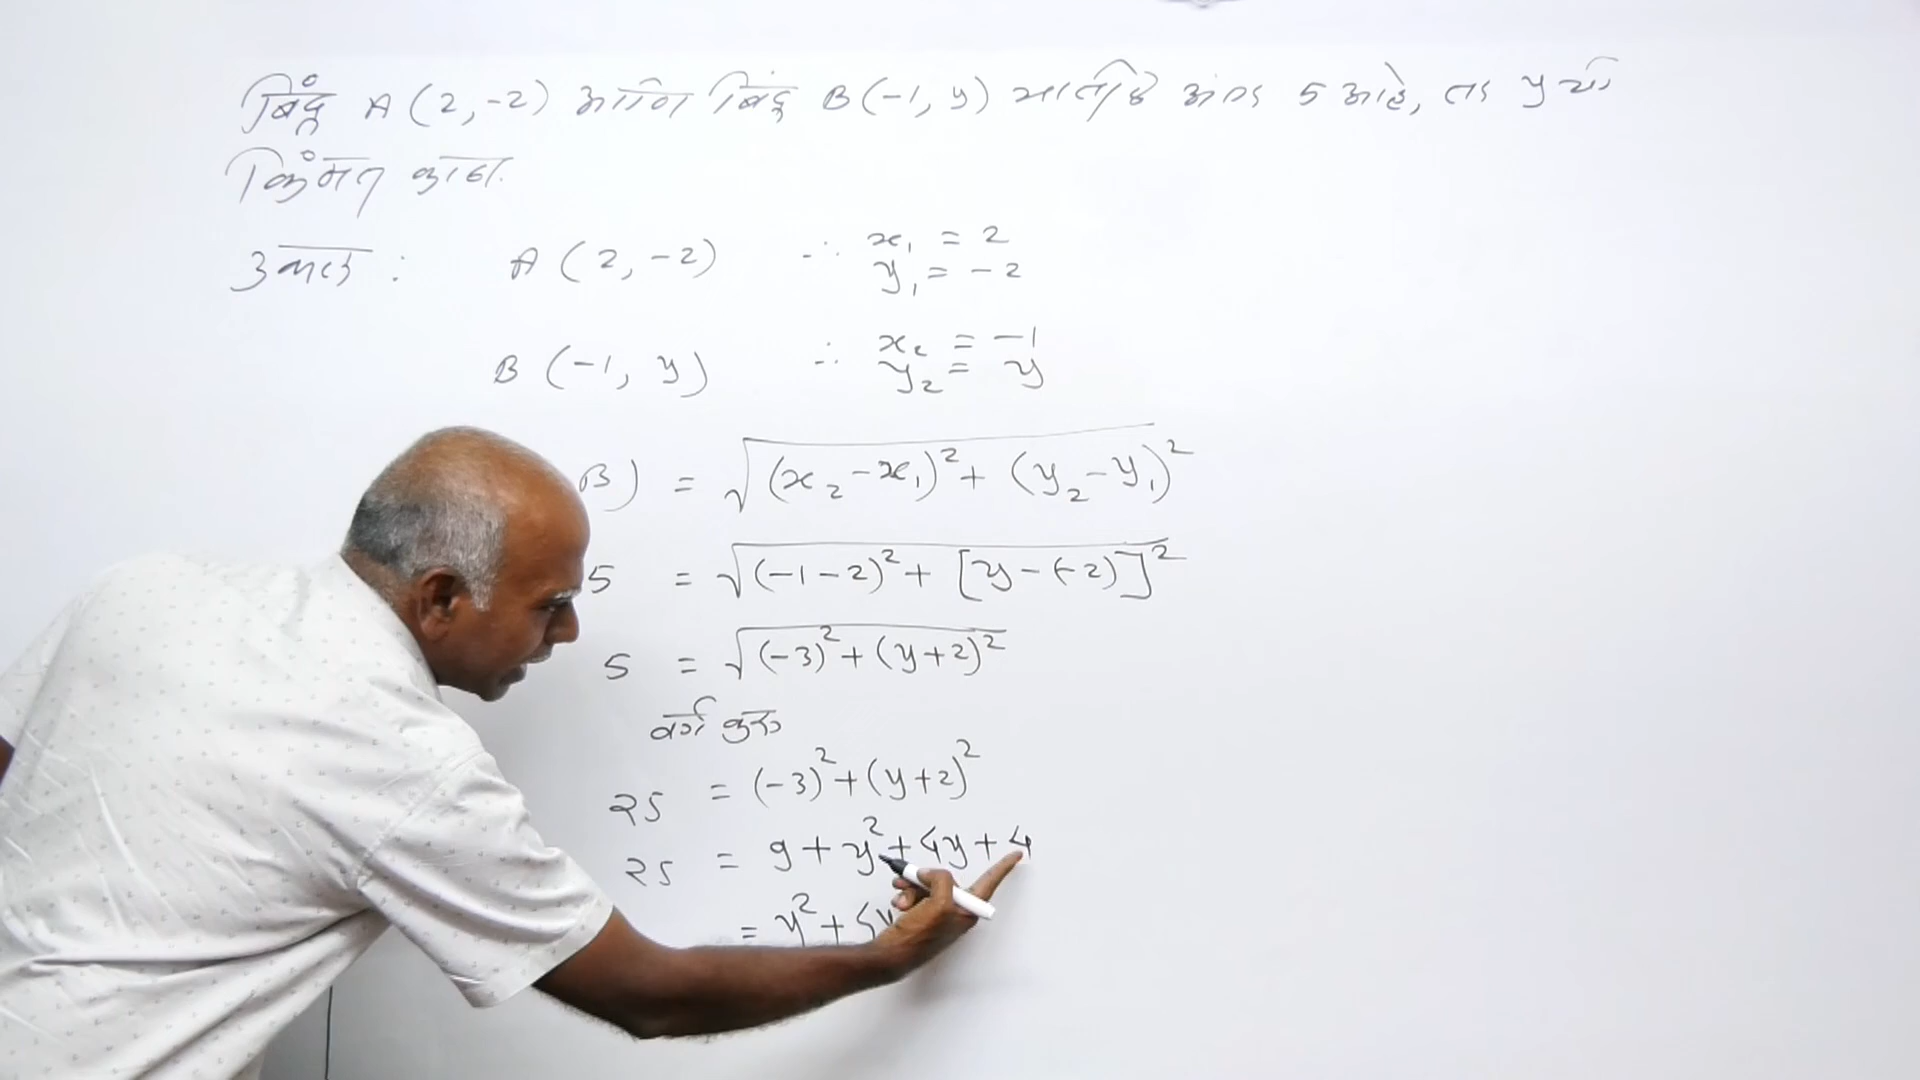 बिंदू A (2, -2) आणि बिंदू B (-1, y) यातील अंतर 5 आहे, तर y ची
किंमत काढा.
उकल : A (2, -2) ∴ x₁ = 2
y₁ = -2
B (-1, y) ∴ x₂ = -1
y₂ = y
B) = √(x₂ - x₁)² + (y₂ - y₁)²
5 = √(-1-2)² + [y-(-2)]²
5 = √(-3)² + (y+2)²
वर्ग करून
25 = (-3)² + (y+2)²
25 = 9 + y² + 4y + 4
= y² + 4y